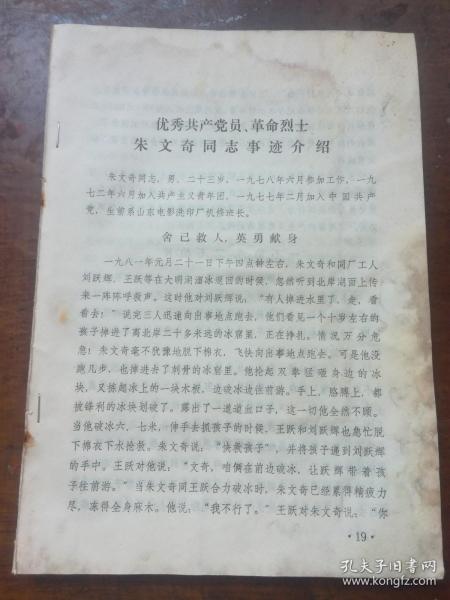 优秀共产党员、革命烈士
朱文奇同志事迹介绍
朱文奇同志，男，二十三岁，一九七八年六月参加工作，一九
七二年六月加入共产主义青年团，一九七七年二月加入中国共产
党，生前系山东电影洗印厂机修班长。
舍己救人，英勇献身
一九八一年元月二十一日下午四点钟左右，朱文奇和同厂工人
刘跃辉，王跃等在大明湖溜冰返回的时候，忽然听到北岸湖面上传
来一阵阵呼救声。这时他对刘跃辉说：“有人掉进水里了，走，看
看去！”说完三人迅速向出事地点跑去。他们看见一个十岁左右的
孩子掉进了离北岸二十多米远的冰窟里，正在挣扎。情况万分危
急！朱文奇毫不犹豫地脱下棉衣，飞快向出事地点跑去。可是他没
跑几步，也掉进去了刺骨的冰窟里。他抡起双拳猛砸身边的冰
块，又拣起冰上的一块木板，边破冰边往前游。手上，胳膊上，都
被锋利的冰块划破了。露出了一道道血口子，这一切他全然不顾。
当他破冰六、七米，伸手去抓孩子的时候，王跃和刘跃辉也急忙脱
下棉衣下水抢救。朱文奇说：“快救孩子”，并将孩子递到刘跃辉
的手中。王跃对他说：“文奇，咱俩在前边破冰，让跃辉带着孩
子往前游。”当朱文奇同王跃合力破冰时，朱文奇已经累得精疲力
尽，冻得全身麻木。他说：“我不行了。”王跃对朱文奇说：“你
·19·
孔夫子旧书网
www.kongfz.com